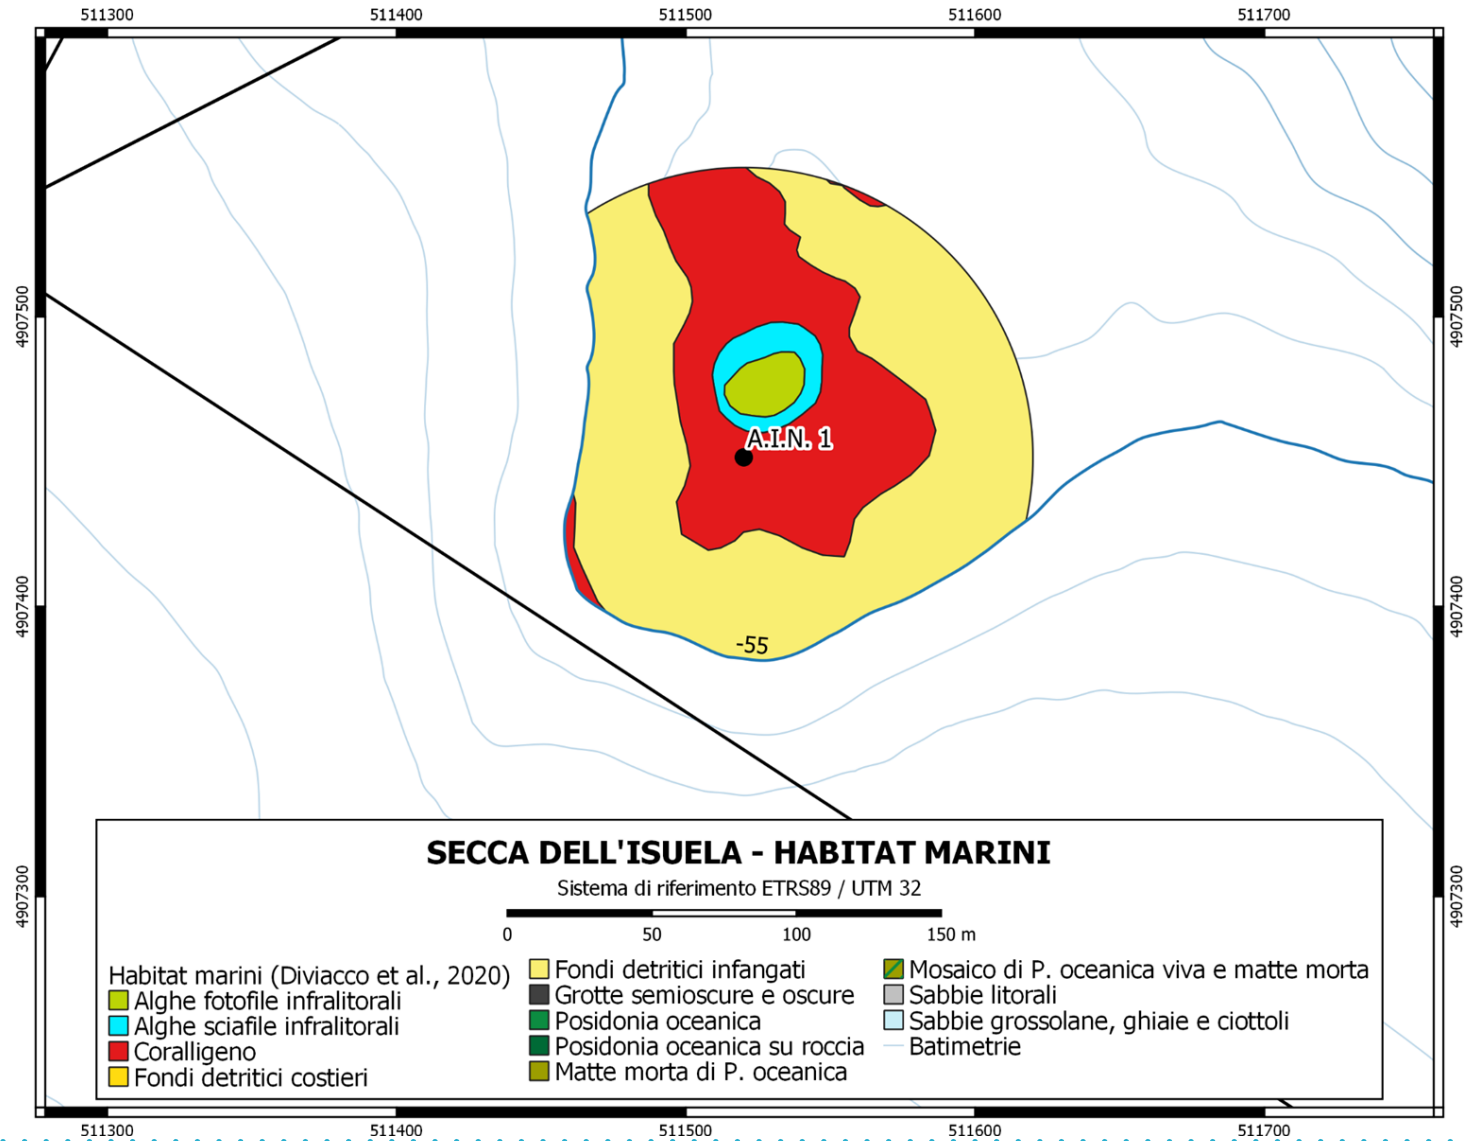 511300 511400 511500 511600 511700
4907500 4907500
A.I.N. 1
4907400 4907400
-55
4907300 4907300
SECCA DELL'ISUELA - HABITAT MARINI
Sistema di riferimento ETRS89 / UTM 32
0 50 100 150 m
Habitat marini (Diviacco et al., 2020)
Alghe fotofile infralitorali
Alghe sciafile infralitorali
Coralligeno
Fondi detritici costieri
Fondi detritici infangati
Grotte semioscure e oscure
Posidonia oceanica
Posidonia oceanica su roccia
Matte morta di P. oceanica
Mosaico di P. oceanica viva e matte morta
Sabbie litorali
Sabbie grossolane, ghiaie e ciottoli
Batimetrie
511300 511400 511500 511600 511700